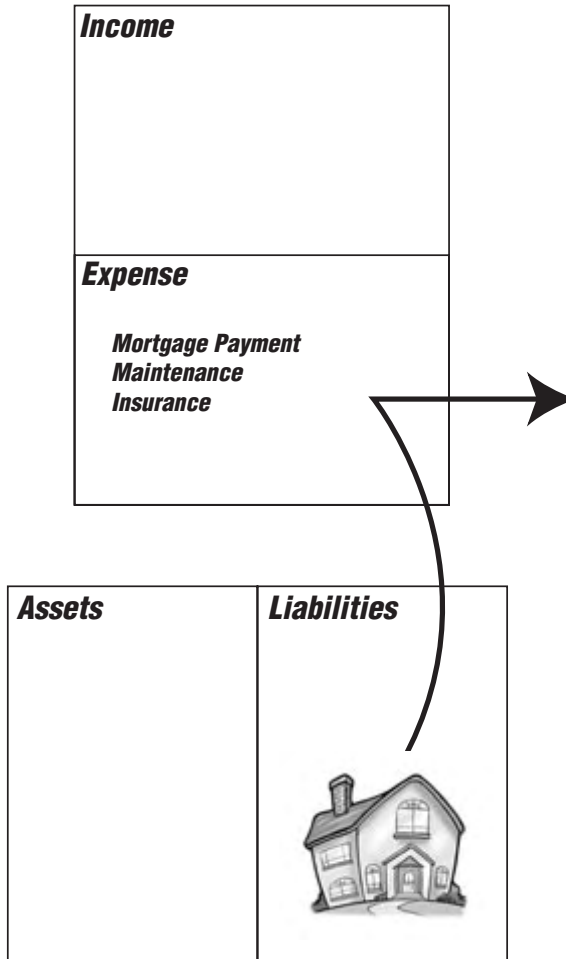 Income
Expense
Mortgage Payment
Maintenance
Insurance
Assets
Liabilities